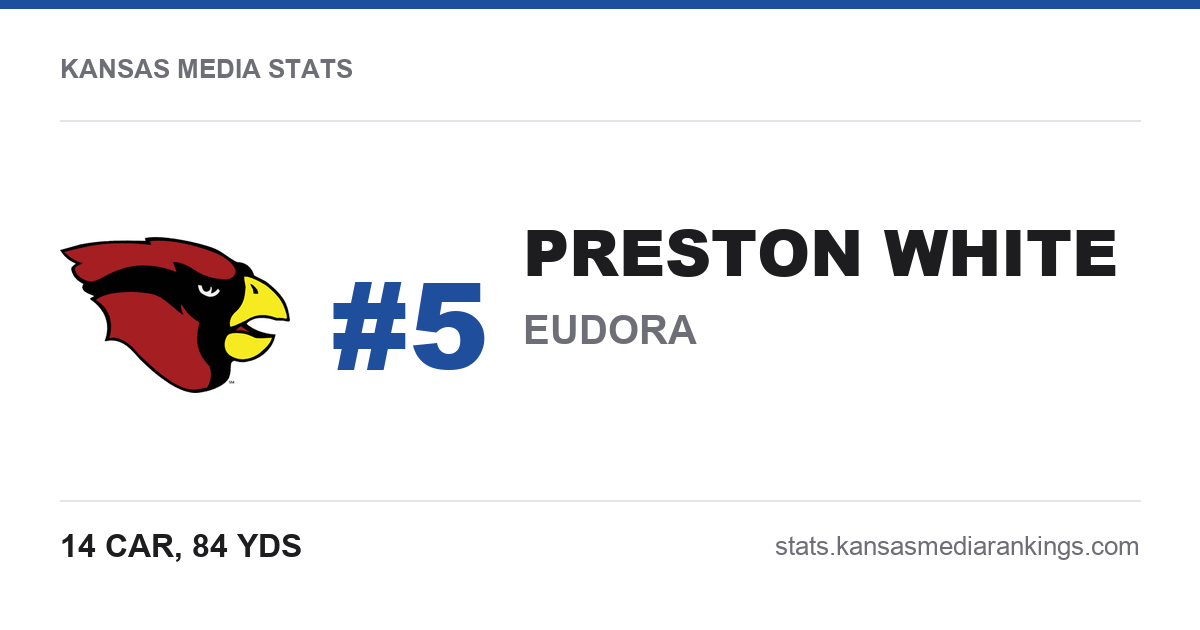 KANSAS MEDIA STATS
#5
PRESTON WHITE
EUDORA
14 CAR, 84 YDS
stats.kansasmediarankings.com